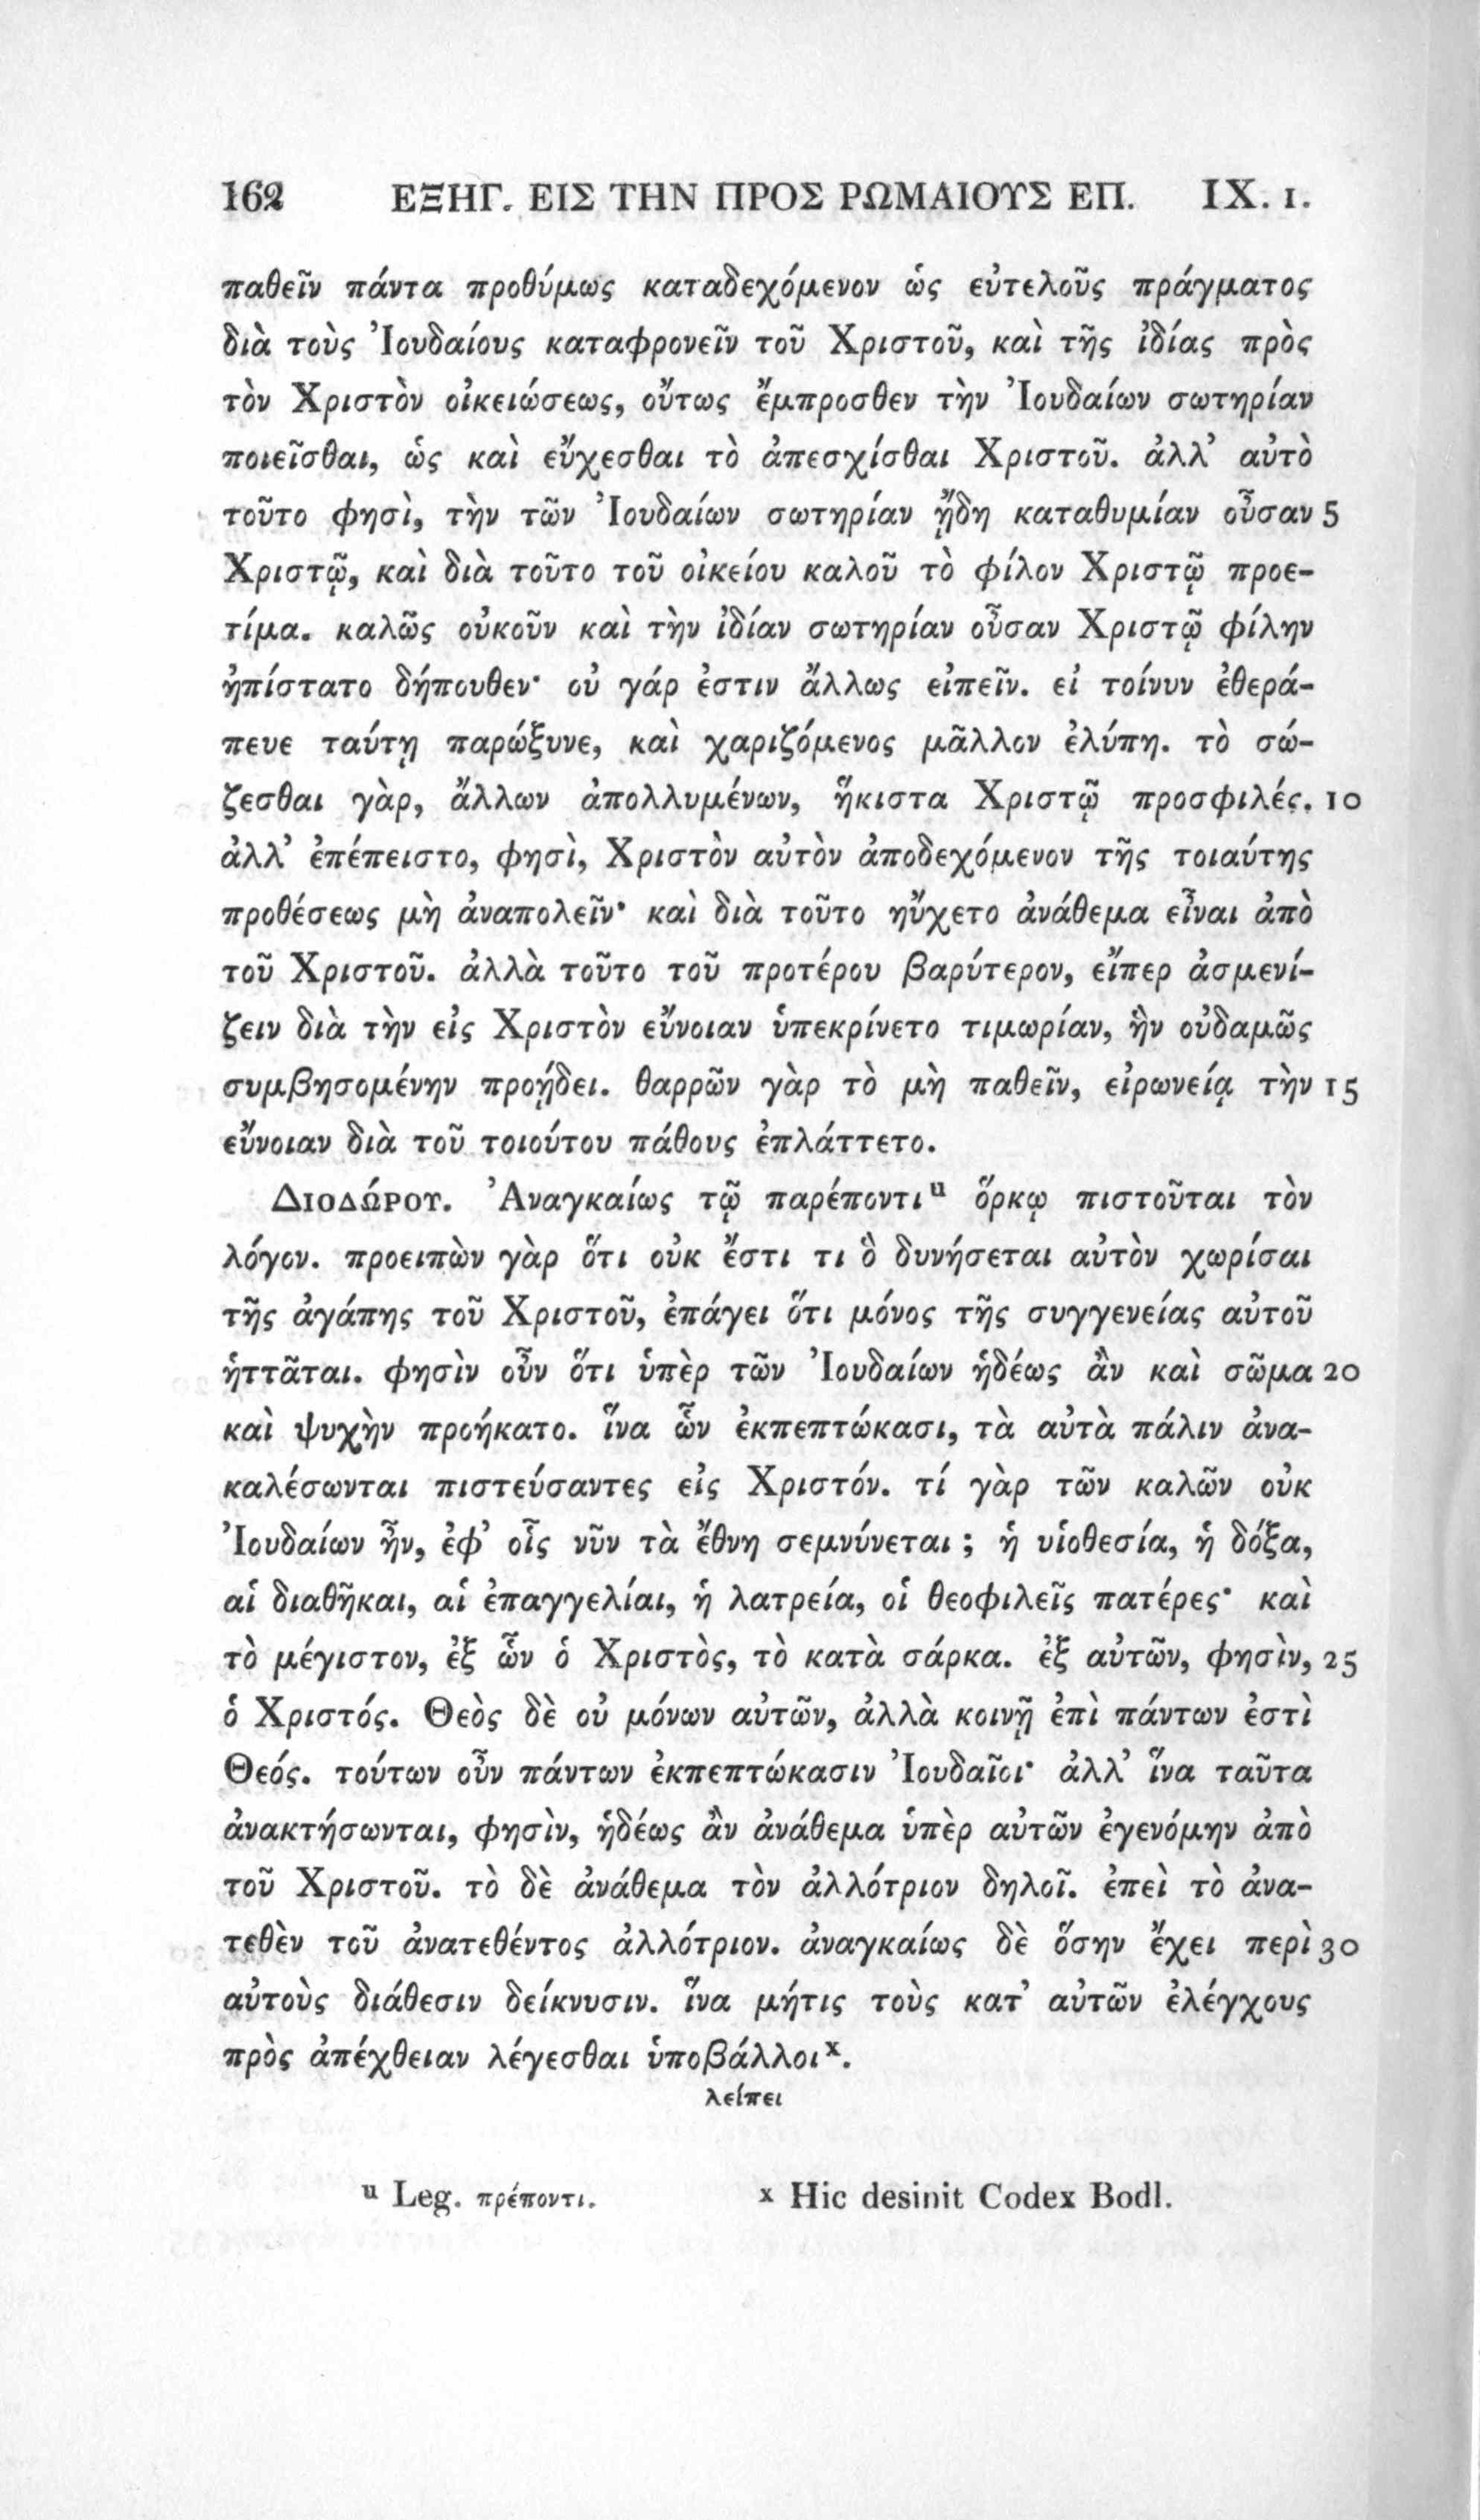 162 ΕΞΗΓ. ΕΙΣ ΤΗΝ ΠΡΟΣ ΡΩΜΑΙΟΥΣ ΕΠ. IX. 1.
παθεῖν πάντα προθύμως καταδεχόμενον ὡς εὐτελοῦς πράγματος
διὰ τοὺς Ἰουδαίους καταφρονεῖν τοῦ Χριστοῦ, καὶ τῆς ἰδίας πρὸς
τὸν Χριστὸν οἰκειώσεως, οὕτως ἔμπροσθεν τὴν Ἰουδαίων σωτηρίαν
ποιεῖσθαι, ὡς καὶ εὔχεσθαι τὸ ἀπεσχίσθαι Χριστοῦ. ἀλλ’ αὐτὸ
τοῦτο φησὶ, τὴν τῶν Ἰουδαίων σωτηρίαν ᾔδη καταθυμίαν οὖσαν 5
Χριστῷ, καὶ διὰ τοῦτο τοῦ οἰκείου καλοῦ τὸ φίλον Χριστῷ προε-
τίμα. καλῶς οὐκοῦν καὶ τὴν ἰδίαν σωτηρίαν οὖσαν Χριστῷ φίλην
ἠπίστατο δήπουθεν· οὐ γάρ ἐστιν ἄλλως εἰπεῖν. εἰ τοίνυν ἐθερά-
πευε ταύτῃ παρώξυνε, καὶ χαριζόμενος μᾶλλον ἐλύπη. τὸ σώ-
ζεσθαι γὰρ, ἄλλων ἀπολλυμένων, ἥκιστα Χριστῷ προσφιλές. 10
ἀλλ’ ἐπέπειστο, φησὶ, Χριστὸν αὐτὸν ἀποδεχόμενον τῆς τοιαύτης
προθέσεως μὴ ἀναπολεῖν· καὶ διὰ τοῦτο ηὔχετο ἀνάθεμα εἶναι ἀπὸ
τοῦ Χριστοῦ. ἀλλὰ τοῦτο τοῦ προτέρου βαρύτερον, εἴπερ ἀσμενί-
ζειν διὰ τὴν εἰς Χριστὸν εὔνοιαν ὑπεκρίνετο τιμωρίαν, ἣν οὐδαμῶς
συμβησομένην προῄδει. θαρρῶν γὰρ τὸ μὴ παθεῖν, εἰρωνείᾳ τὴν 15
εὔνοιαν διὰ τοῦ τοιούτου πάθους ἐπλάττετο.
Διοδώρου. Ἀναγκαίως τῷ παρέποντι u ὅρκῳ πιστοῦται τὸν
λόγον. προειπὼν γὰρ ὅτι οὐκ ἔστι τι ὃ δυνήσεται αὐτὸν χωρίσαι
τῆς ἀγάπης τοῦ Χριστοῦ, ἐπάγει ὅτι μόνος τῆς συγγενείας αὐτοῦ
ἡττᾶται. φησὶν οὖν ὅτι ὑπὲρ τῶν Ἰουδαίων ἡδέως ἂν καὶ σῶμα 20
καὶ ψυχὴν προήκατο. ἵνα ὧν ἐκπεπτώκασι, τὰ αὐτὰ πάλιν ἀνα-
καλέσωνται πιστεύσαντες εἰς Χριστόν. τί γὰρ τῶν καλῶν οὐκ
Ἰουδαίων ἦν, ἐφ’ οἷς νῦν τὰ ἔθνη σεμνύνεται ; ἡ υἱοθεσία, ἡ δόξα,
αἱ διαθῆκαι, αἱ ἐπαγγελίαι, ἡ λατρεία, οἱ θεοφιλεῖς πατέρες· καὶ
τὸ μέγιστον, ἐξ ὧν ὁ Χριστὸς, τὸ κατὰ σάρκα. ἐξ αὐτῶν, φησὶν, 25
ὁ Χριστός. Θεὸς δὲ οὐ μόνων αὐτῶν, ἀλλὰ κοινῇ ἐπὶ πάντων ἐστὶ
Θεός. τούτων οὖν πάντων ἐκπεπτώκασιν Ἰουδαῖοι· ἀλλ’ ἵνα ταῦτα
ἀνακτήσωνται, φησὶν, ἡδέως ἂν ἀνάθεμα ὑπὲρ αὐτῶν ἐγενόμην ἀπὸ
τοῦ Χριστοῦ. τὸ δὲ ἀνάθεμα τὸν ἀλλότριον δηλοῖ. ἐπεὶ τὸ ἀνα-
τεθὲν τοῦ ἀνατεθέντος ἀλλότριον. ἀναγκαίως δὲ ὅσην ἔχει περὶ 30
αὐτοὺς διάθεσιν δείκνυσιν. ἵνα μήτις τοὺς κατ’ αὐτῶν ἐλέγχους
πρὸς ἀπέχθειαν λέγεσθαι ὑποβάλλοι x.
λείπει
u Leg. πρέποντι. x Hic desinit Codex Bodl.